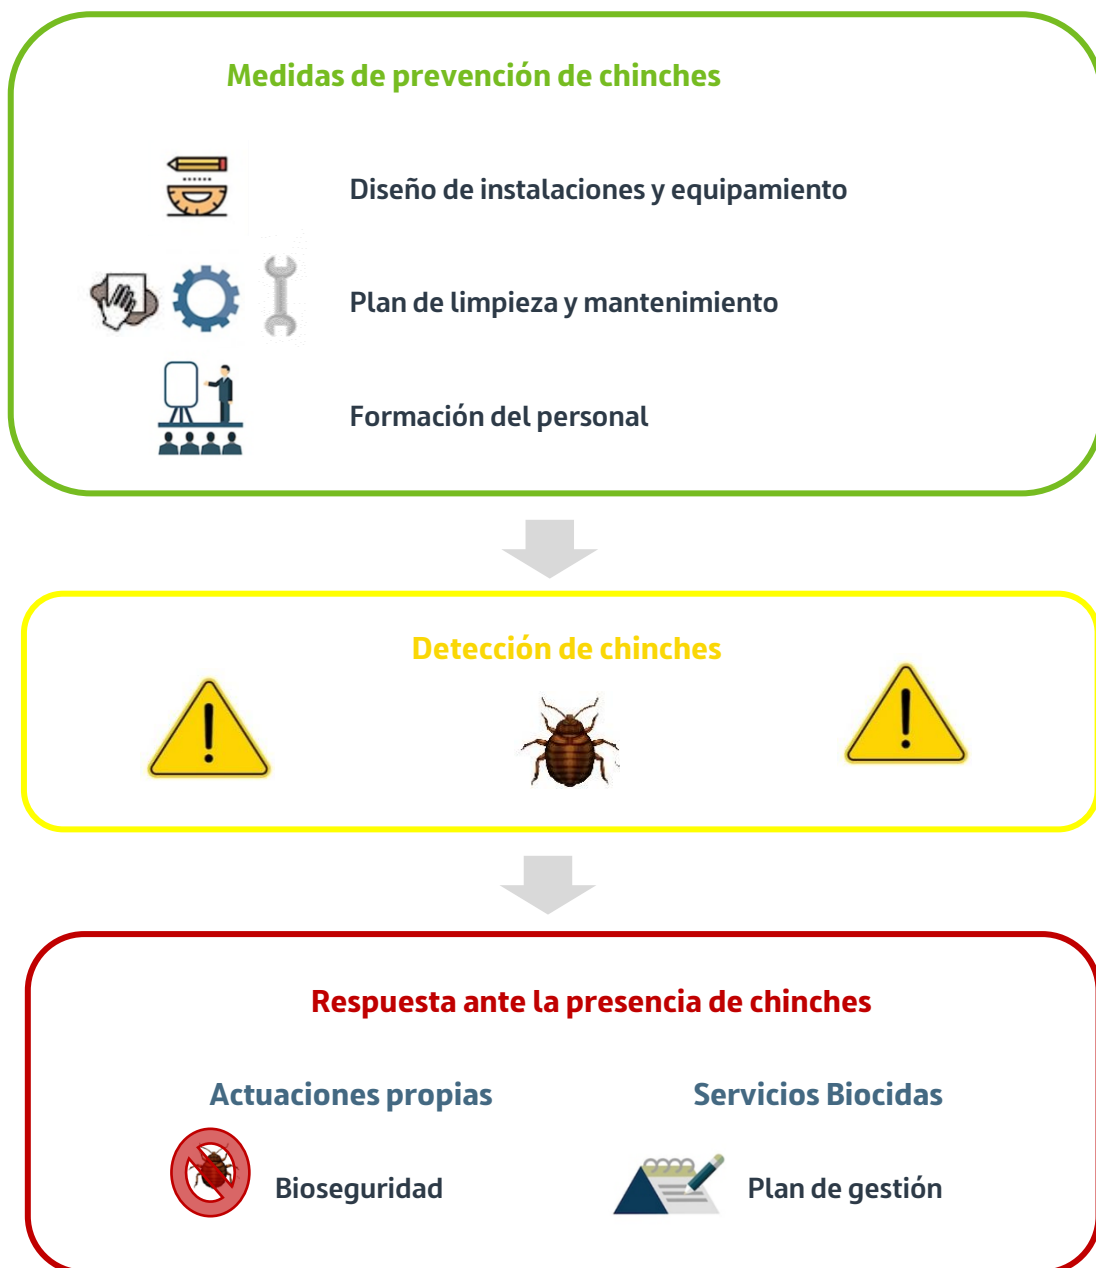 Medidas de prevención de chinches
Diseño de instalaciones y equipamiento
Plan de limpieza y mantenimiento
Formación del personal
Detección de chinches
Respuesta ante la presencia de chinches
Actuaciones propias
Servicios Biocidas
Bioseguridad
Plan de gestión